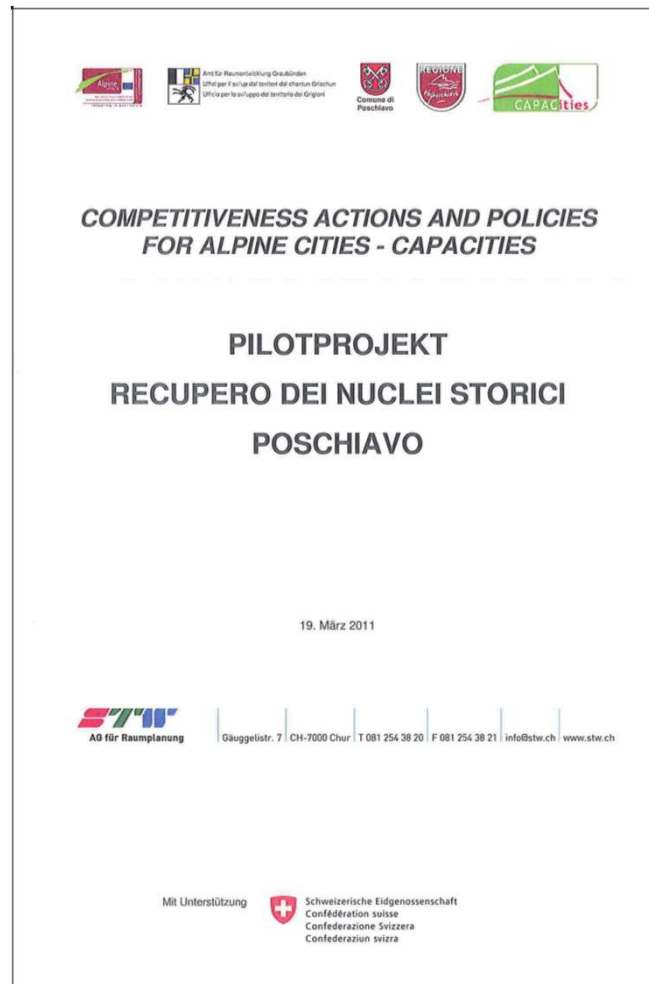 Alpine
Amt für Raumentwicklung Graubünden
Uffizi per il svilup dal territori dal chantun Grischun
Ufficio per lo sviluppo del territorio dei Grigioni
Comune di
Poschiavo
REGIONE
CAPACities
COMPETITIVENESS ACTIONS AND POLICIES
FOR ALPINE CITIES - CAPACITIES
PILOTPROJEKT
RECUPERO DEI NUCLEI STORICI
POSCHIAVO
19. März 2011
STW
AG für Raumplanung
Gäuggelistr. 7 | CH-7000 Chur | T 081 254 38 20 | F 081 254 38 21 | info@stw.ch | www.stw.ch
Mit Unterstützung
Schweizerische Eidgenossenschaft
Confédération suisse
Confederazione Svizzera
Confederaziun svizra